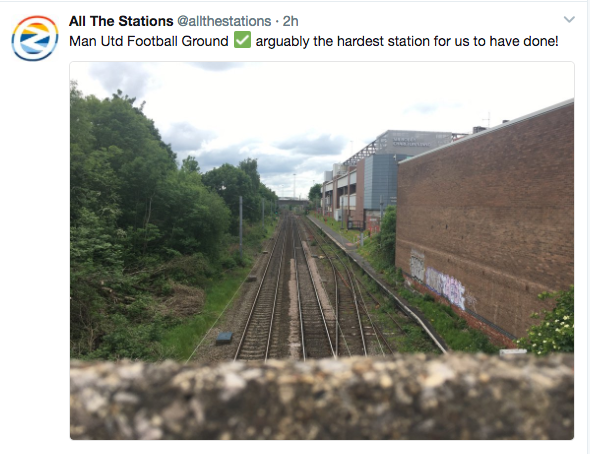 All The Stations @allthestations · 2h
Man Utd Football Ground ✅ arguably the hardest station for us to have done!